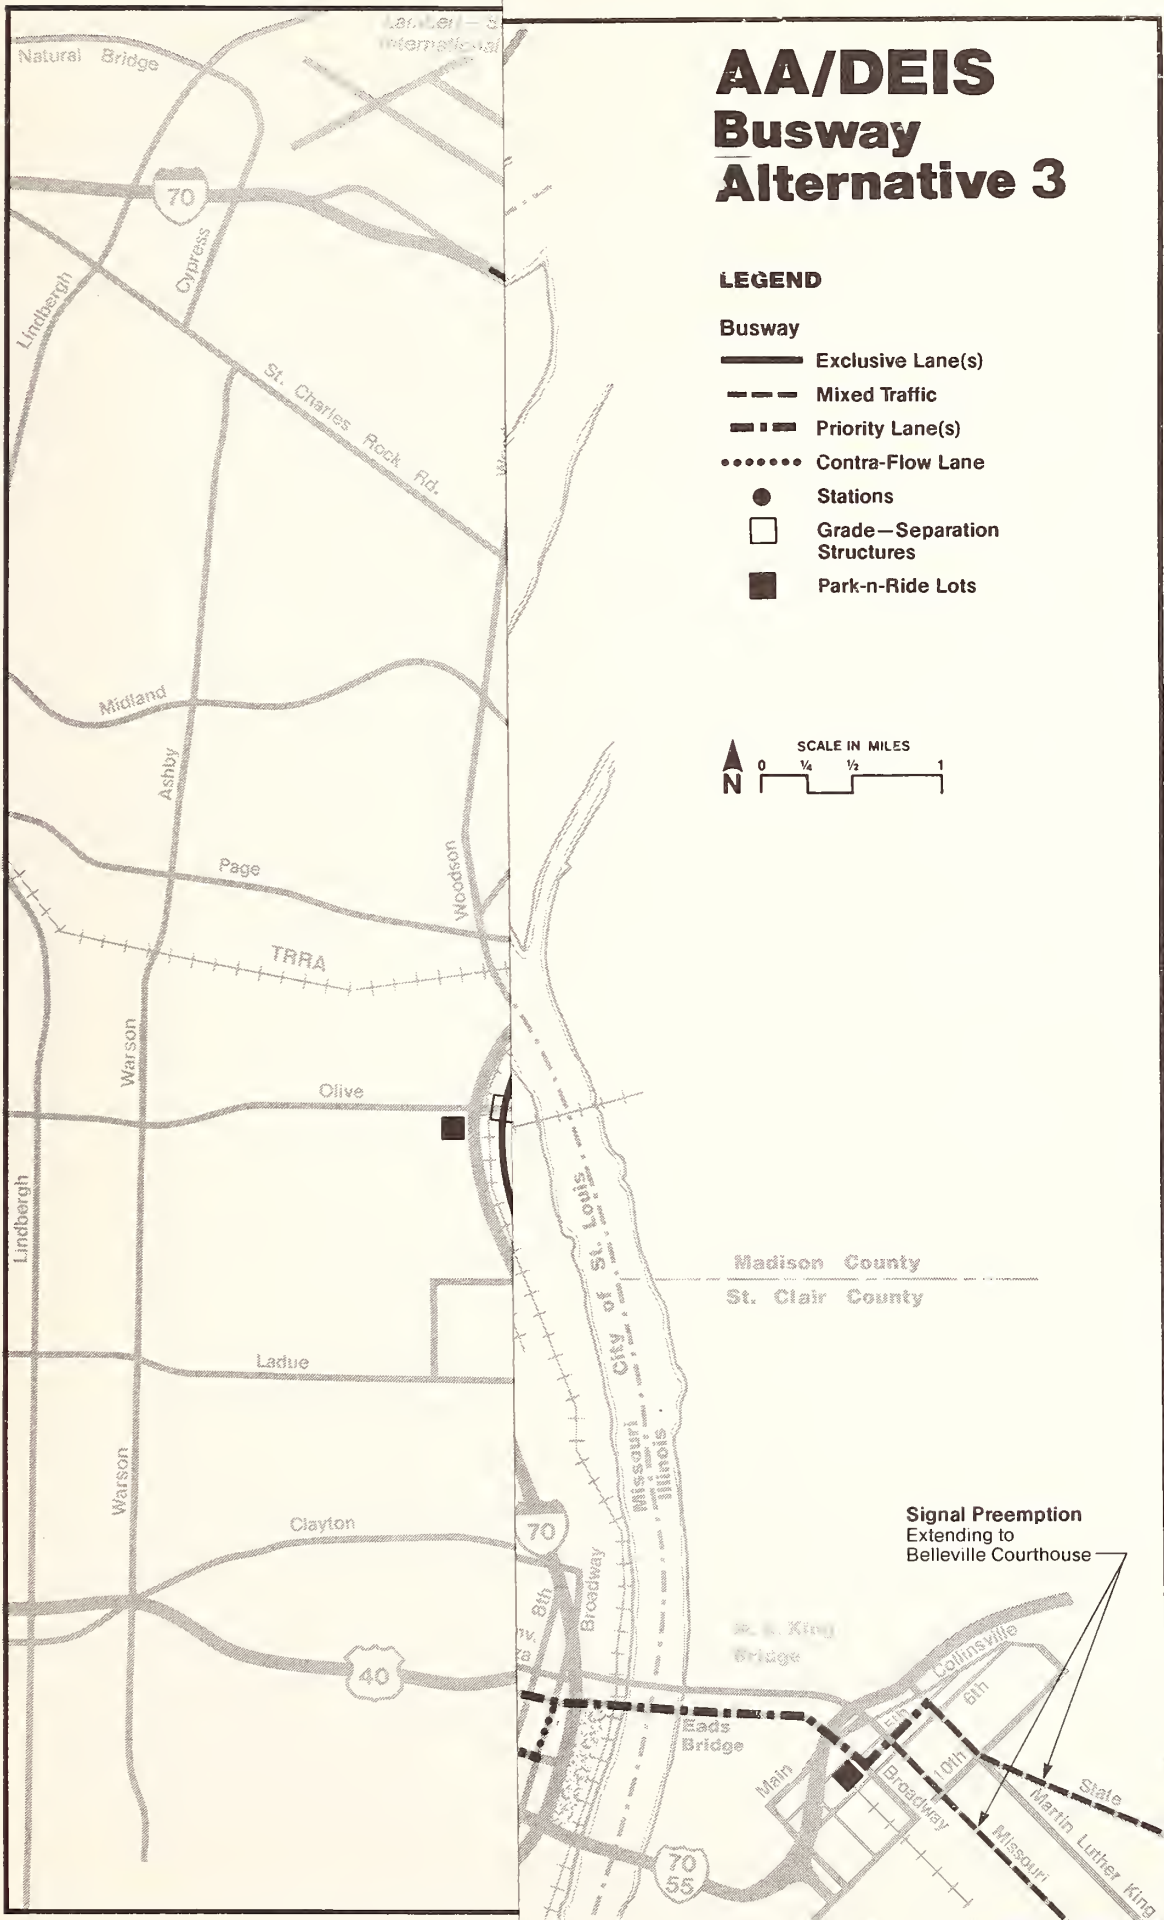 International
Natural Bridge
70
Cypress
Lindbergh
St. Charles Rock Rd.
Midland
Ashby
Page
Woodson
TRRA
Warson
Olive
Lindbergh
Ladue
Warson
Clayton
40
AA/DEIS
Busway
Alternative 3
LEGEND
Busway
Exclusive Lane(s)
Mixed Traffic
Priority Lane(s)
Contra-Flow Lane
Stations
Grade—Separation
Structures
Park-n-Ride Lots
SCALE IN MILES
0 ¼ ½ 1
N
City of St. Louis
Madison County
St. Clair County
Missouri
Illinois
Signal Preemption
Extending to
Belleville Courthouse
70
8th
Broadway
King
Bridge
Eads
Bridge
Collinsville
5th
6th
10th
Main
Broadway
State
Martin Luther King
Missouri
70
55